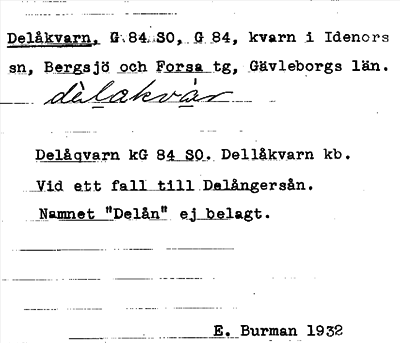 Delåkvarn, G 84 SO, G 84, kvarn i Idenors
sn, Bergsjö och Forsa tg, Gävleborgs län.
dèlakvàr
Delåqvarn kG 84 SO. Dellåkvarn kb.
Vid ett fall till Delångersån.
Namnet "Delån" ej belagt.
E. Burman 1932